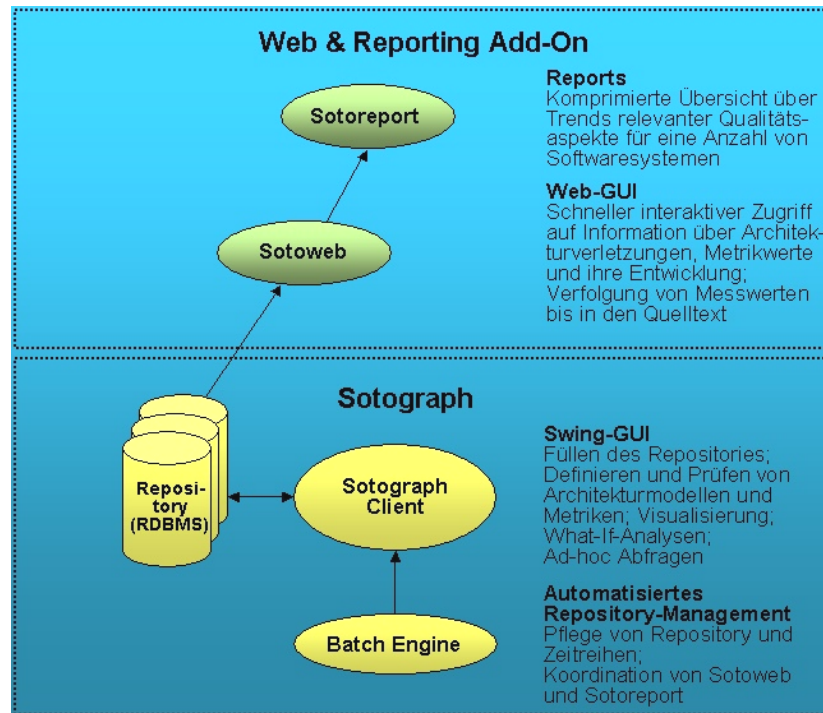 Web & Reporting Add-On
Sotoreport
Reports
Komprimierte Übersicht über
Trends relevanter Qualitäts-
aspekte für eine Anzahl von
Softwaresystemen
Sotoweb
Web-GUI
Schneller interaktiver Zugriff
auf Information über Architek-
turverletzungen, Metrikwerte
und ihre Entwicklung;
Verfolgung von Messwerten
bis in den Quelltext
Sotograph
Reposi-
tory
(RDBMS)
Sotograph
Client
Swing-GUI
Füllen des Repositories;
Definieren und Prüfen von
Architekturmodellen und
Metriken; Visualisierung;
What-If-Analysen;
Ad-hoc Abfragen
Batch Engine
Automatisiertes
Repository-Management
Pflege von Repository und
Zeitreihen;
Koordination von Sotoweb
und Sotoreport